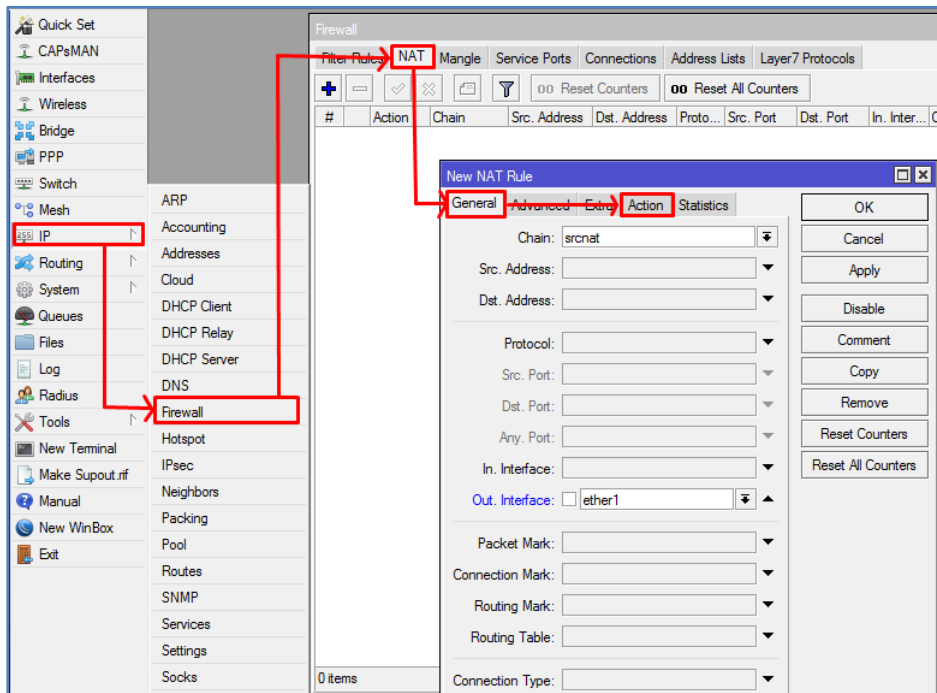 Quick Set
CAPsMAN
Interfaces
Wireless
Bridge
PPP
Switch
Mesh
IP
Routing
System
Queues
Files
Log
Radius
Tools
New Terminal
Make Supout.rif
Manual
New WinBox
Exit
ARP
Accounting
Addresses
Cloud
DHCP Client
DHCP Relay
DHCP Server
DNS
Firewall
Hotspot
IPsec
Neighbors
Packing
Pool
Routes
SNMP
Services
Settings
Socks
Firewall
Filter Rules NAT Mangle Service Ports Connections Address Lists Layer7 Protocols
00 Reset Counters 00 Reset All Counters
# Action Chain Src. Address Dst. Address Proto... Src. Port Dst. Port In. Inter...
0 items
New NAT Rule
General Advanced Extra Action Statistics
Chain: srcnat
Src. Address:
Dst. Address:
Protocol:
Src. Port:
Dst. Port:
Any. Port:
In. Interface:
Out. Interface: ether1
Packet Mark:
Connection Mark:
Routing Mark:
Routing Table:
Connection Type:
OK
Cancel
Apply
Disable
Comment
Copy
Remove
Reset Counters
Reset All Counters